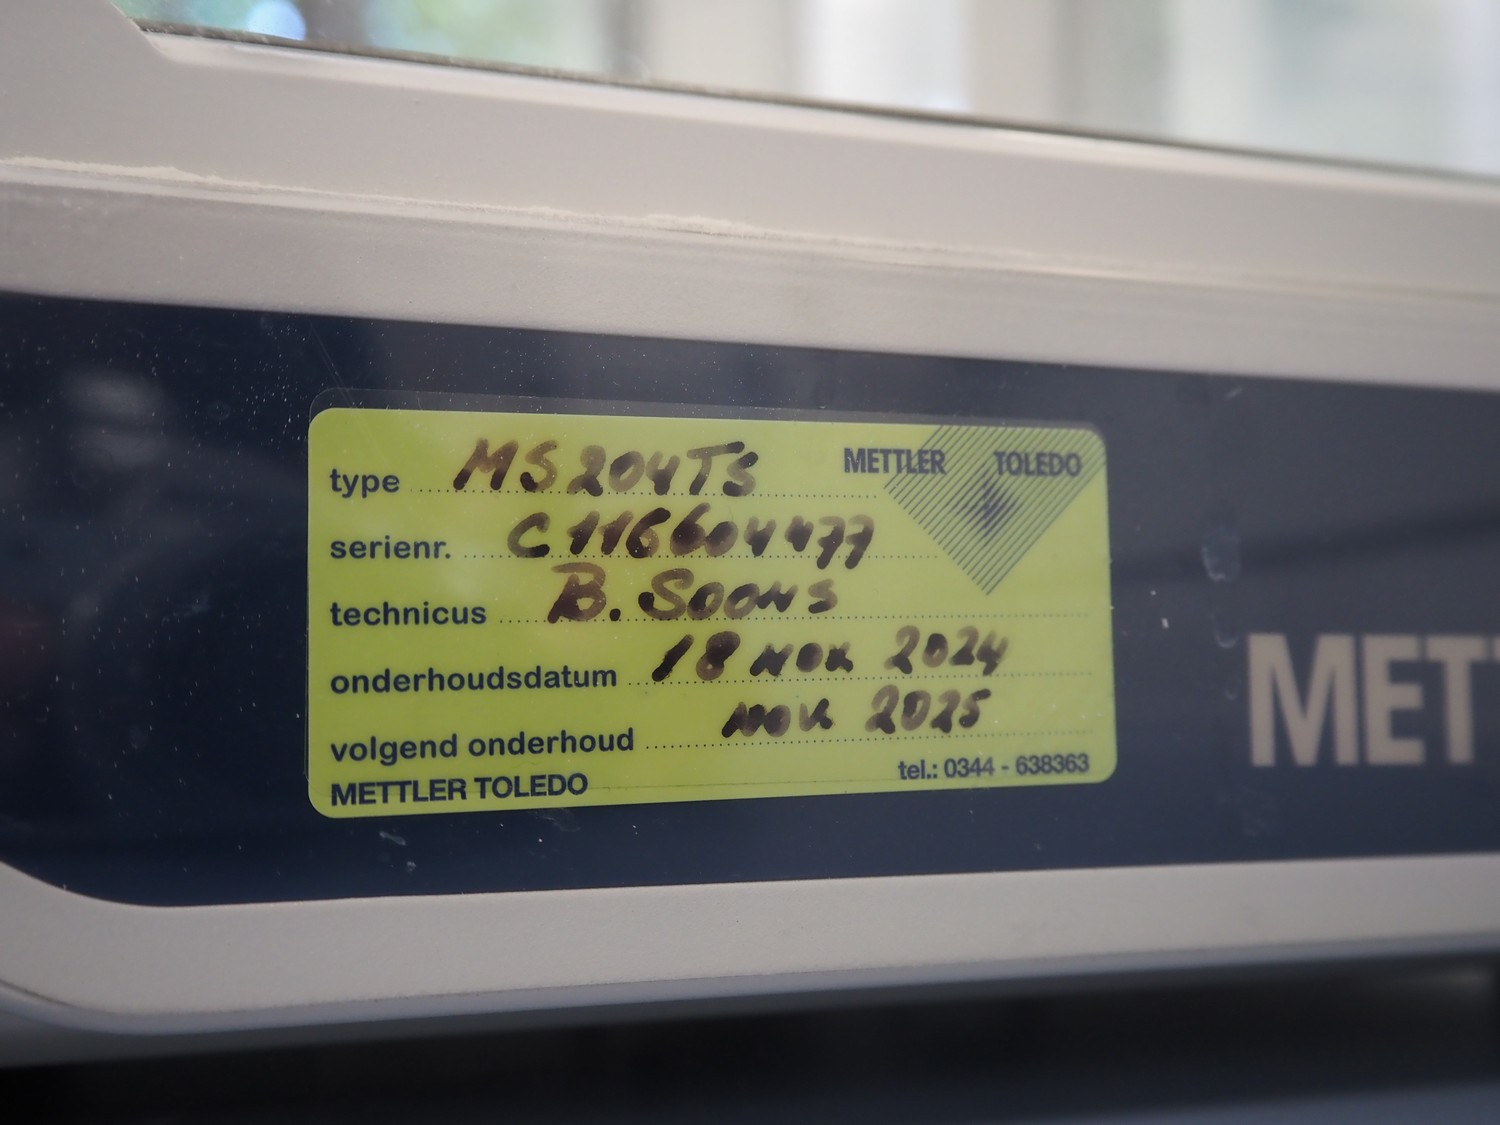 type MS204TS METTLER TOLEDO
serienr. C116604477
technicus B. Soons
onderhoudsdatum 18 nov 2024
volgend onderhoud nov 2025
METTLER TOLEDO tel.: 0344 - 638363
METT